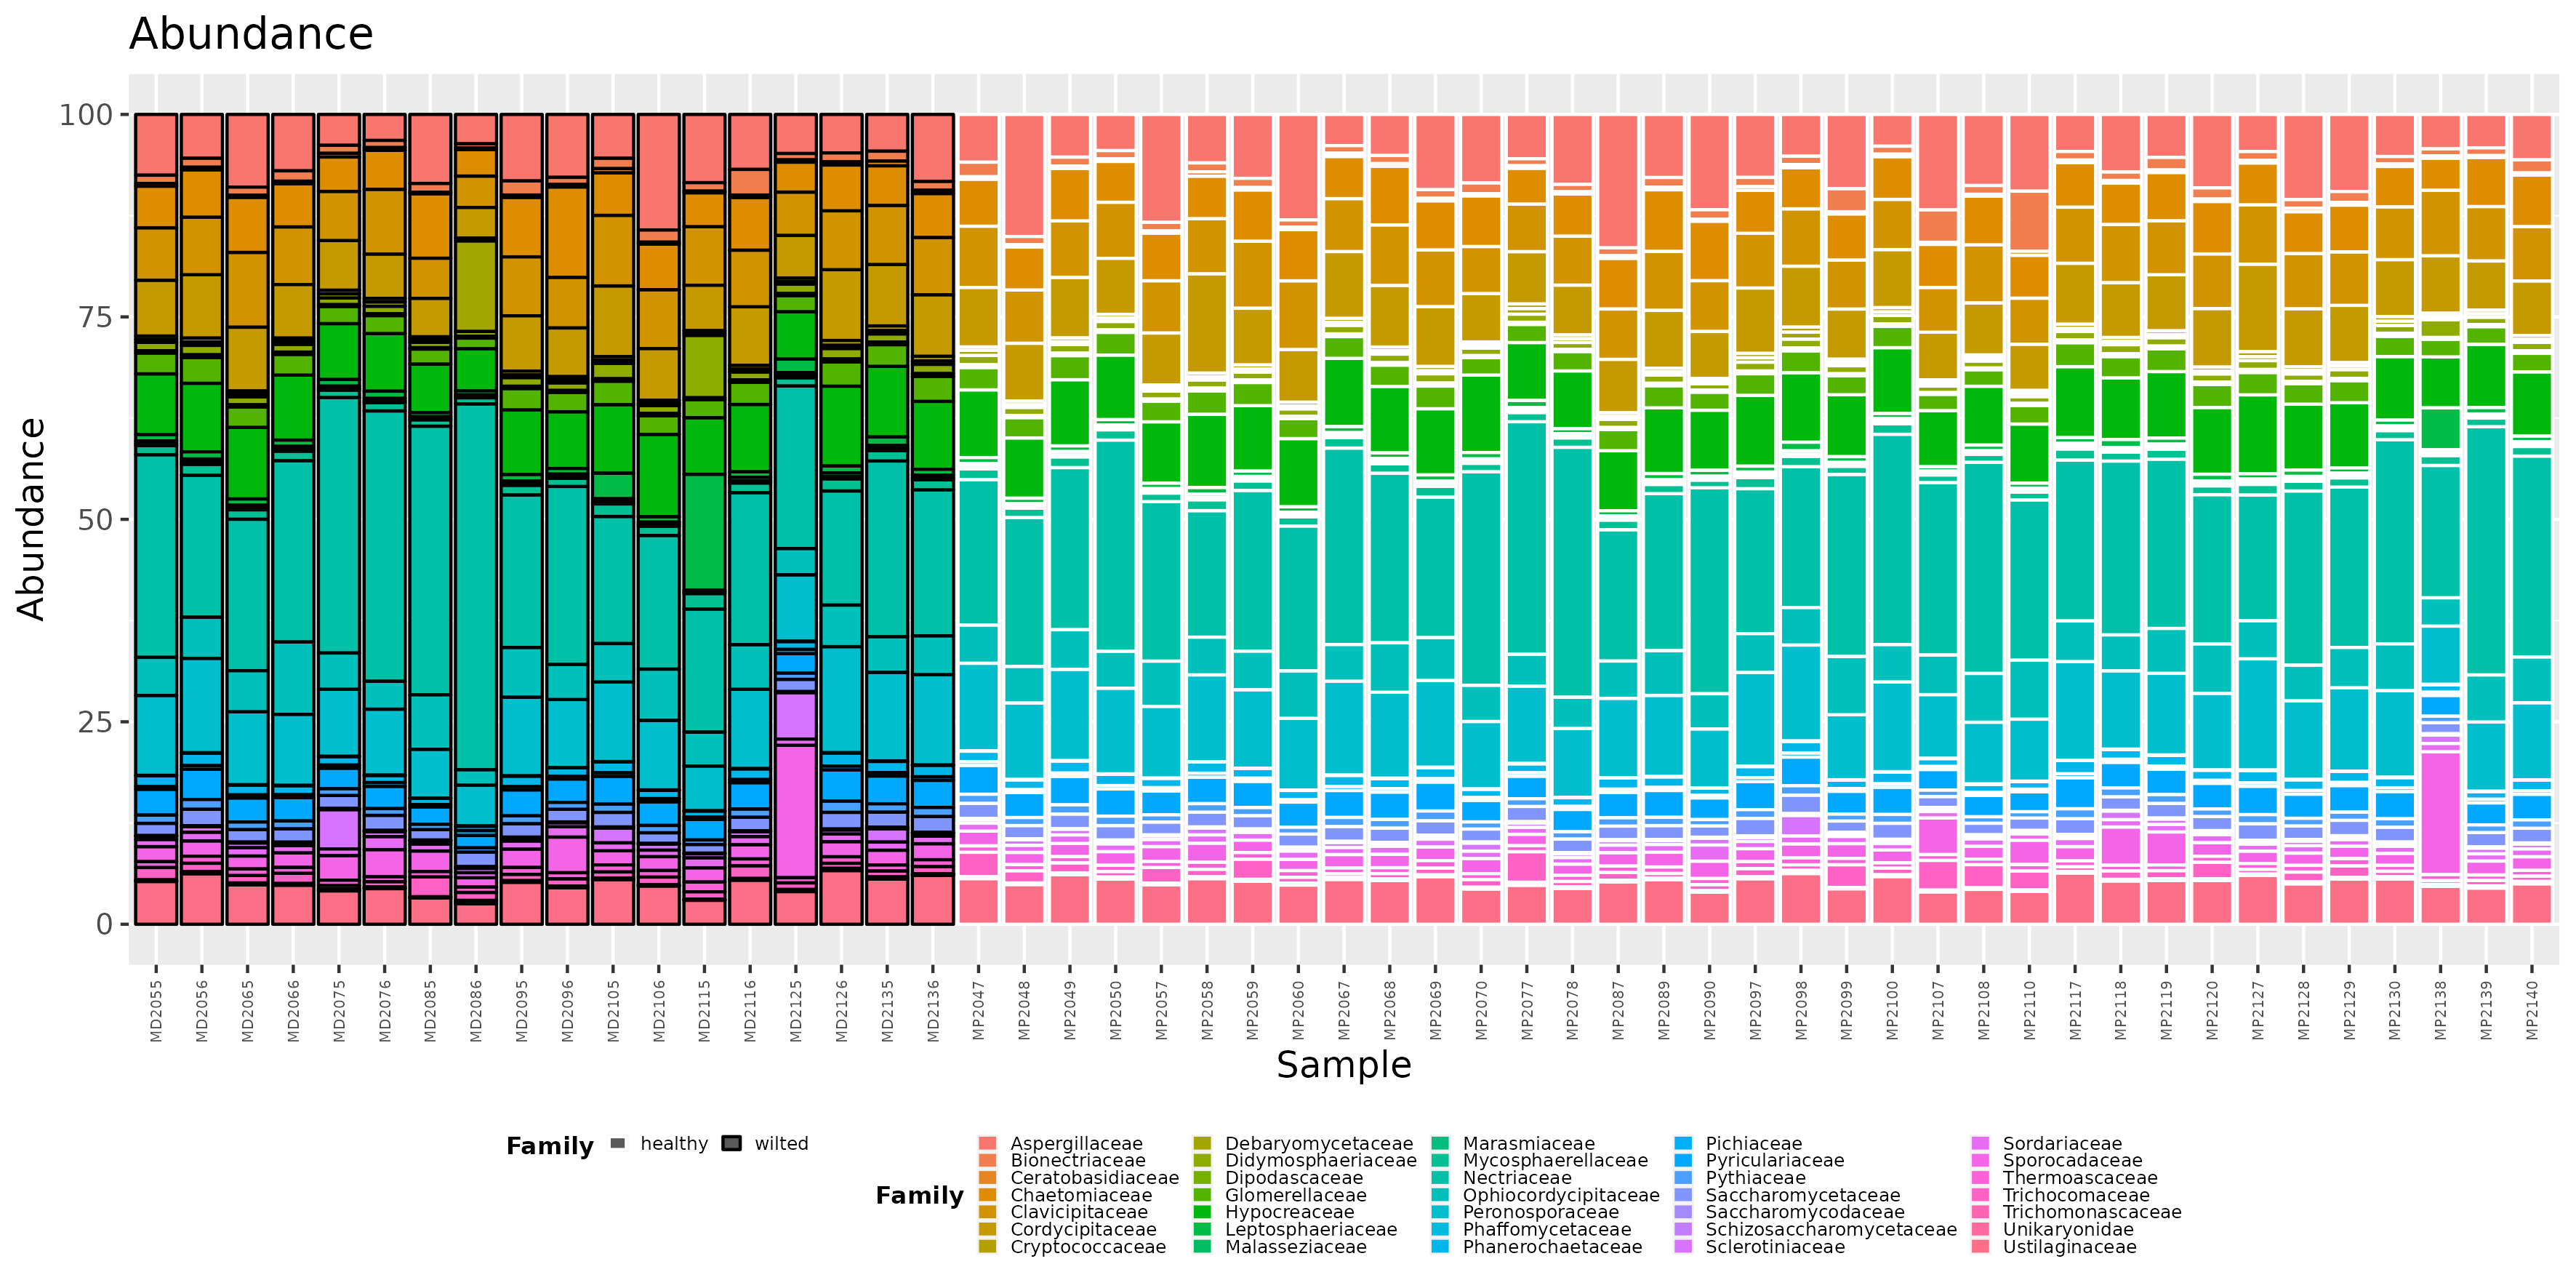 Abundance
Abundance
100
75
50
25
0
MD2055 MD2056 MD2065 MD2066 MD2075 MD2076 MD2085 MD2086 MD2095 MD2096 MD2105 MD2106 MD2115 MD2116 MD2125 MD2126 MD2135 MD2136 MP2047 MP2048 MP2049 MP2050 MP2057 MP2058 MP2059 MP2060 MP2067 MP2068 MP2069 MP2070 MP2077 MP2078 MP2087 MP2089 MP2090 MP2097 MP2098 MP2099 MP2100 MP2107 MP2108 MP2110 MP2117 MP2118 MP2119 MP2120 MP2127 MP2128 MP2129 MP2130 MP2138 MP2139 MP2140
Sample
Family healthy wilted
Family
Aspergillaceae Debaryomycetaceae Marasmiaceae Pichiaceae Sordariaceae
Bionectriaceae Didymosphaeriaceae Mycosphaerellaceae Pyriculariaceae Sporocadaceae
Ceratobasidiaceae Dipodascaceae Nectriaceae Pythiaceae Thermoascaceae
Chaetomiaceae Glomerellaceae Ophiocordycipitaceae Saccharomycetaceae Trichocomaceae
Clavicipitaceae Hypocreaceae Peronosporaceae Saccharomycodaceae Trichomonascaceae
Cordycipitaceae Leptosphaeriaceae Phaffomycetaceae Schizosaccharomycetaceae Unikaryonidae
Cryptococcaceae Malasseziaceae Phanerochaetaceae Sclerotiniaceae Ustilaginaceae